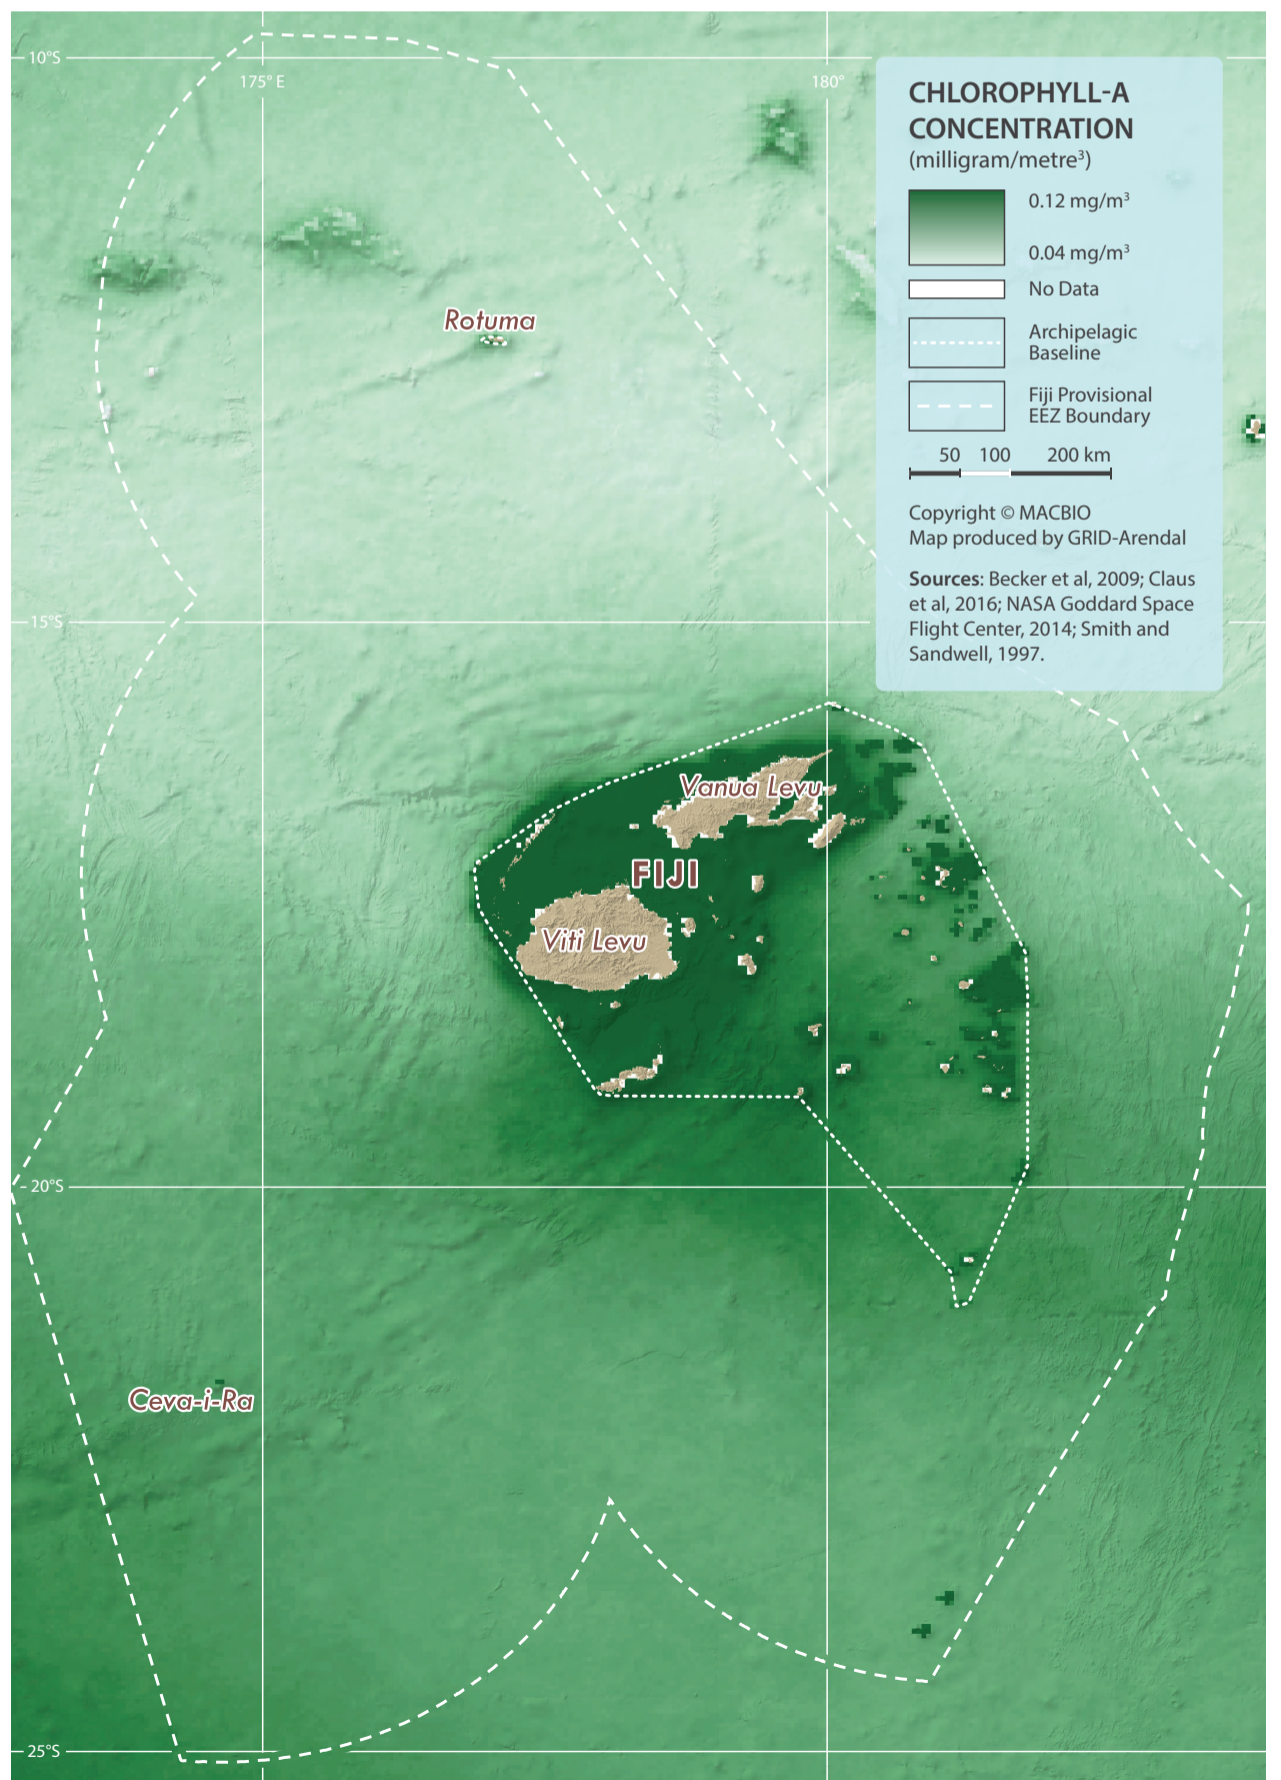 10°S
175° E
180°
CHLOROPHYLL-A
CONCENTRATION
(milligram/metre³)
0.12 mg/m³
0.04 mg/m³
No Data
Archipelagic
Baseline
Fiji Provisional
EEZ Boundary
50 100 200 km
Copyright © MACBIO
Map produced by GRID-Arendal
Sources: Becker et al, 2009; Claus
et al, 2016; NASA Goddard Space
Flight Center, 2014; Smith and
Sandwell, 1997.
Rotuma
15°S
Vanua Levu
FIJI
Viti Levu
20°S
Ceva-i-Ra
25°S